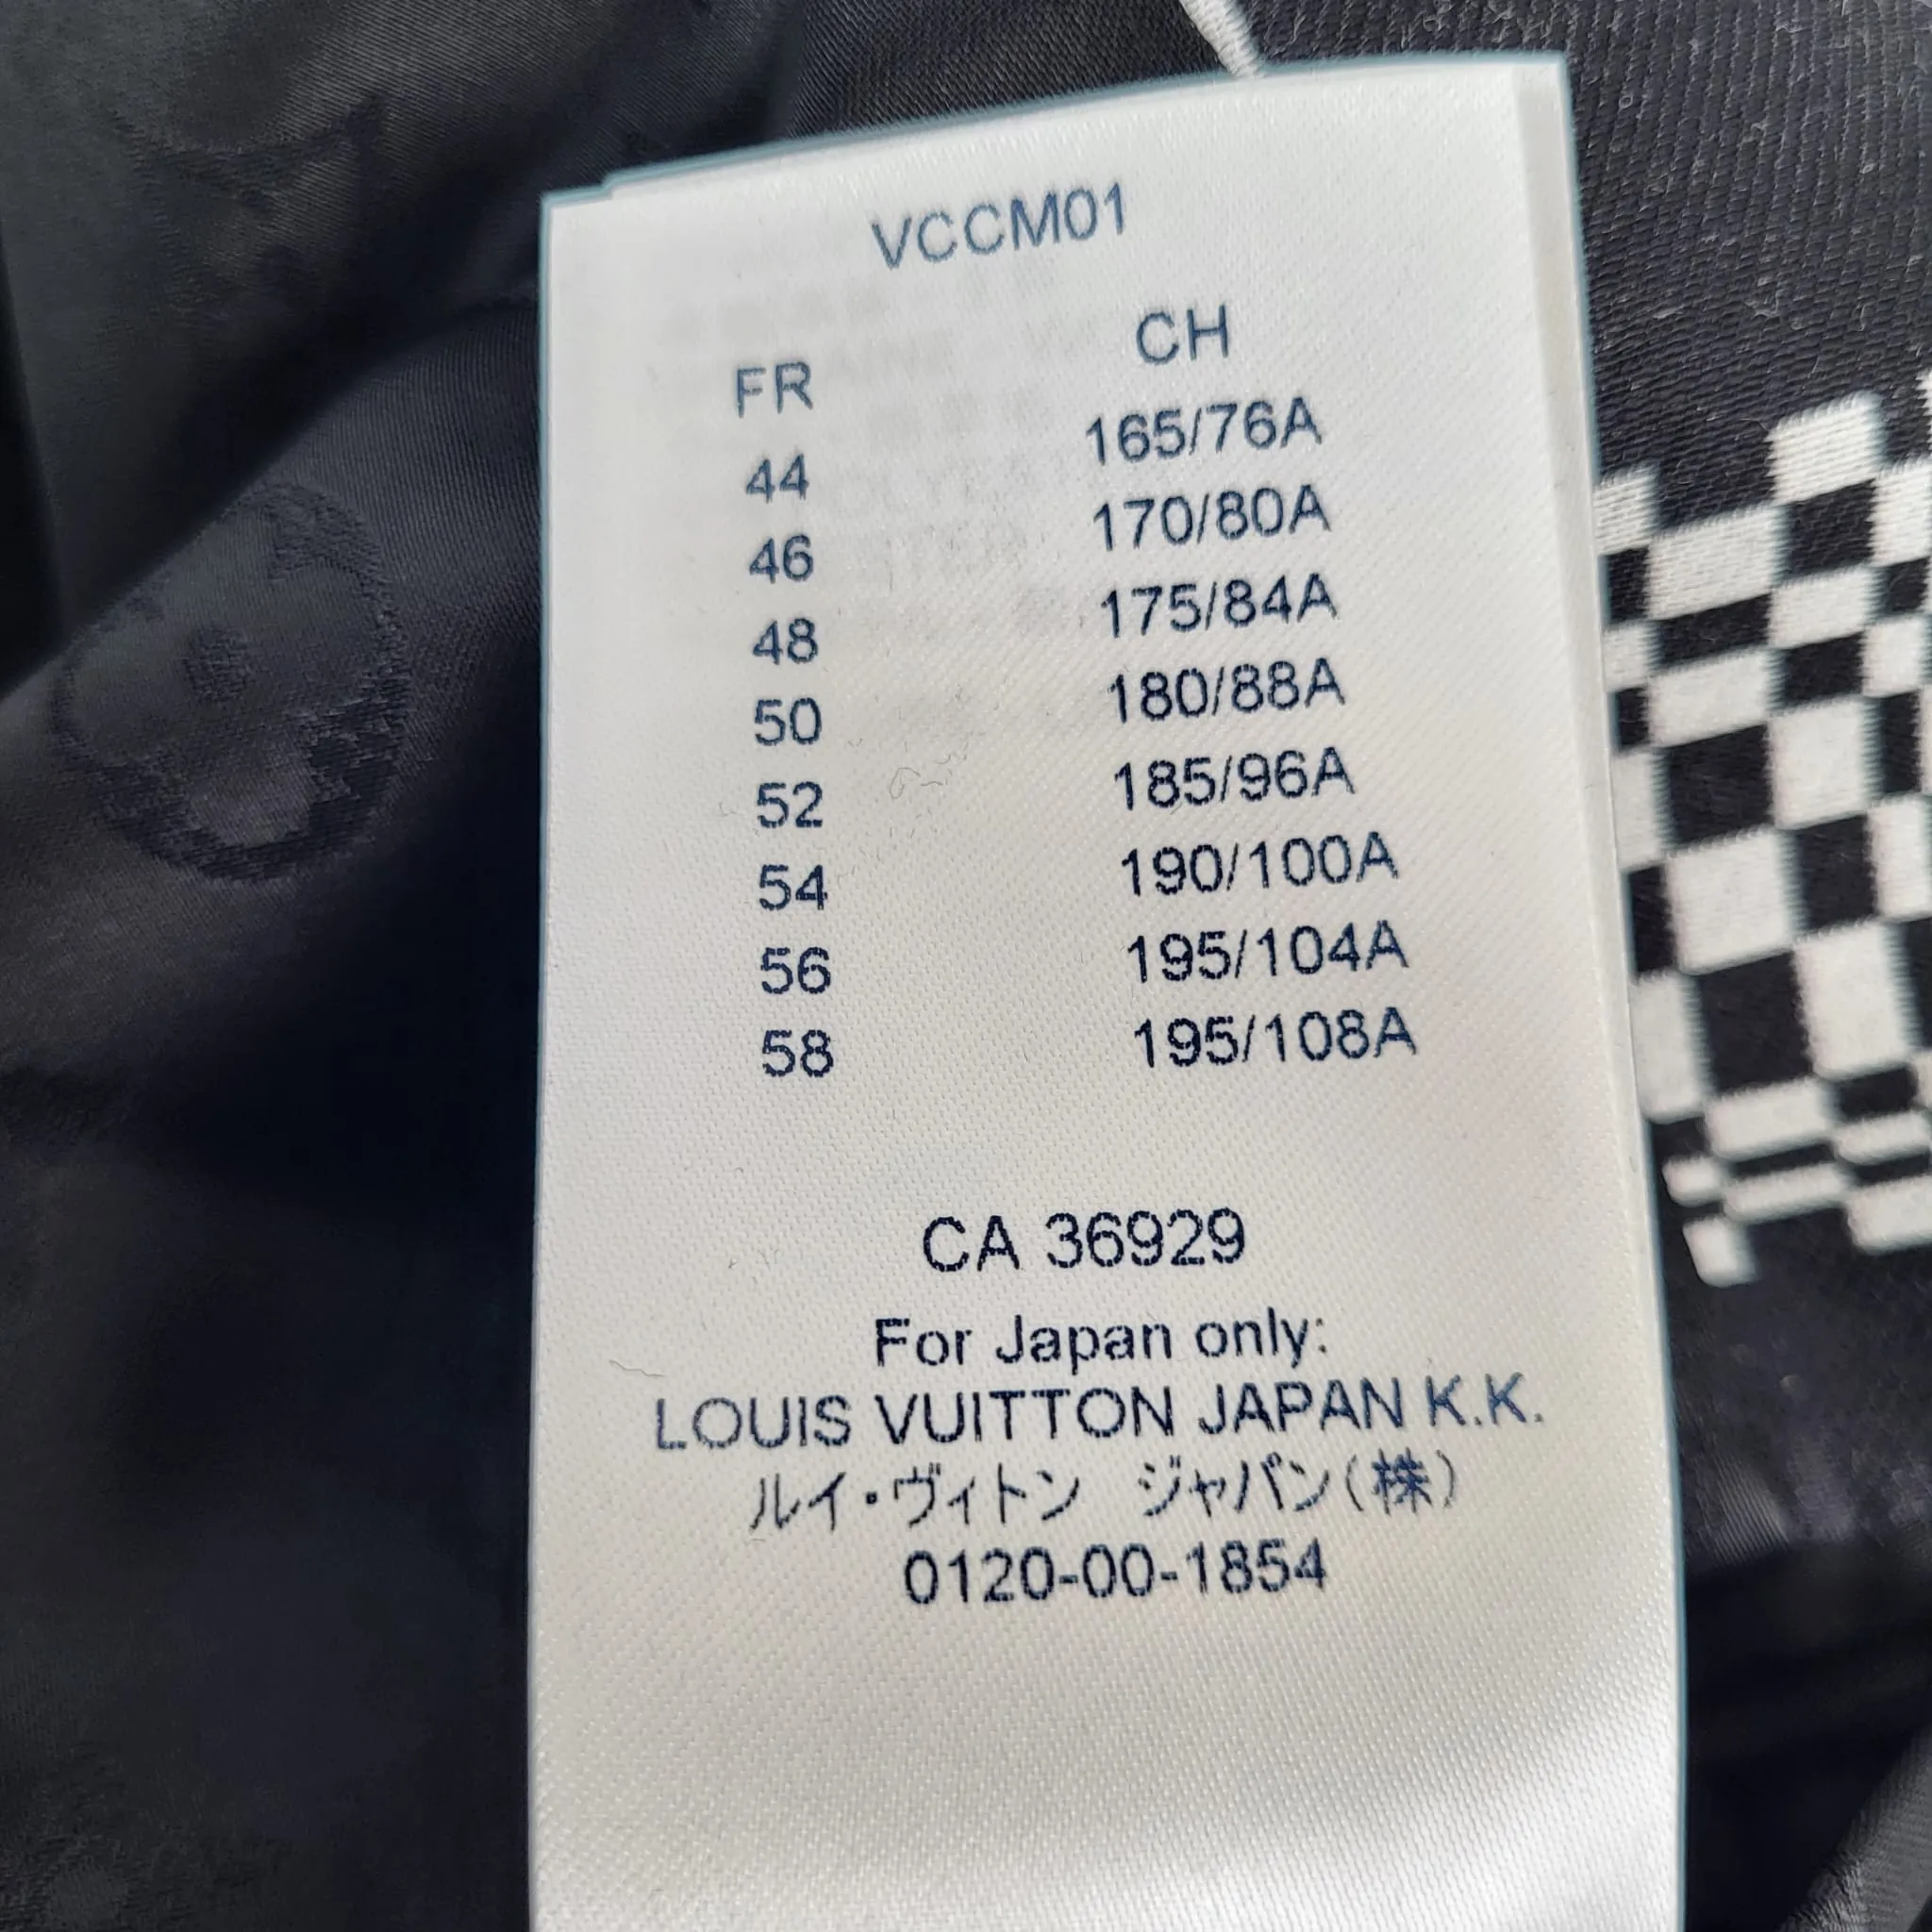 VCCM01
FR CH
44 165/76A
46 170/80A
48 175/84A
50 180/88A
52 185/96A
54 190/100A
56 195/104A
58 195/108A
CA 36929
For Japan only:
LOUIS VUITTON JAPAN K.K.
ルイ・ヴィトン ジャパン(株)
0120-00-1854